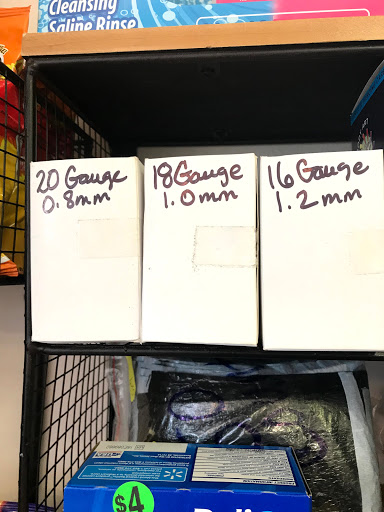 Cleansing
Saline Rinse
20 Gauge
0.8mm
18 Gauge
1.0mm
16 Gauge
1.2mm
$4